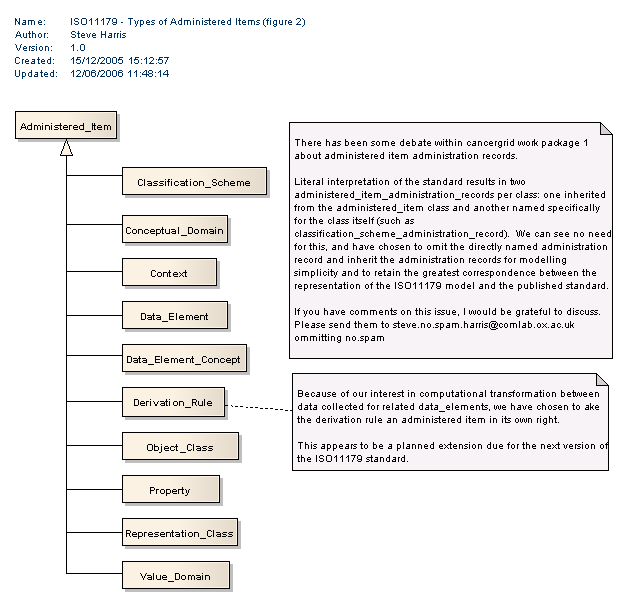 Name: ISO11179 - Types of Administered Items (figure 2)
Author: Steve Harris
Version: 1.0
Created: 15/12/2005 15:12:57
Updated: 12/06/2006 11:48:14
Administered_Item
Classification_Scheme
Conceptual_Domain
Context
Data_Element
Data_Element_Concept
Derivation_Rule
Object_Class
Property
Representation_Class
Value_Domain
There has been some debate within cancergrid work package 1
about administered item administration records.
Literal interpretation of the standard results in two
administered_item_administration_records per class: one inherited
from the administered_item class and another named specifically
for the class itself (such as
classification_scheme_administration_record). We can see no need
for this, and have chosen to omit the directly named administration
record and inherit the administration records for modelling
simplicity and to retain the greatest correspondence between the
representation of the ISO11179 model and the published standard.
If you have comments on this issue, I would be grateful to discuss.
Please send them to steve.no.spam.harris@comlab.ox.ac.uk
ommitting no.spam
Because of our interest in computational transformation between
data collected for related data_elements, we have chosen to ake
the derivation rule an administered item in its own right.
This appears to be a planned extension due for the next version of
the ISO11179 standard.